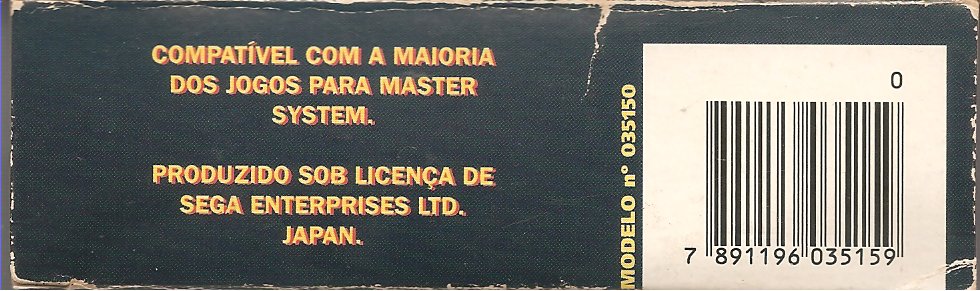 COMPATÍVEL COM A MAIORIA
DOS JOGOS PARA MASTER
SYSTEM.
PRODUZIDO SOB LICENÇA DE
SEGA ENTERPRISES LTD.
JAPAN.
MODELO nº 035150
0
7 891196 035159